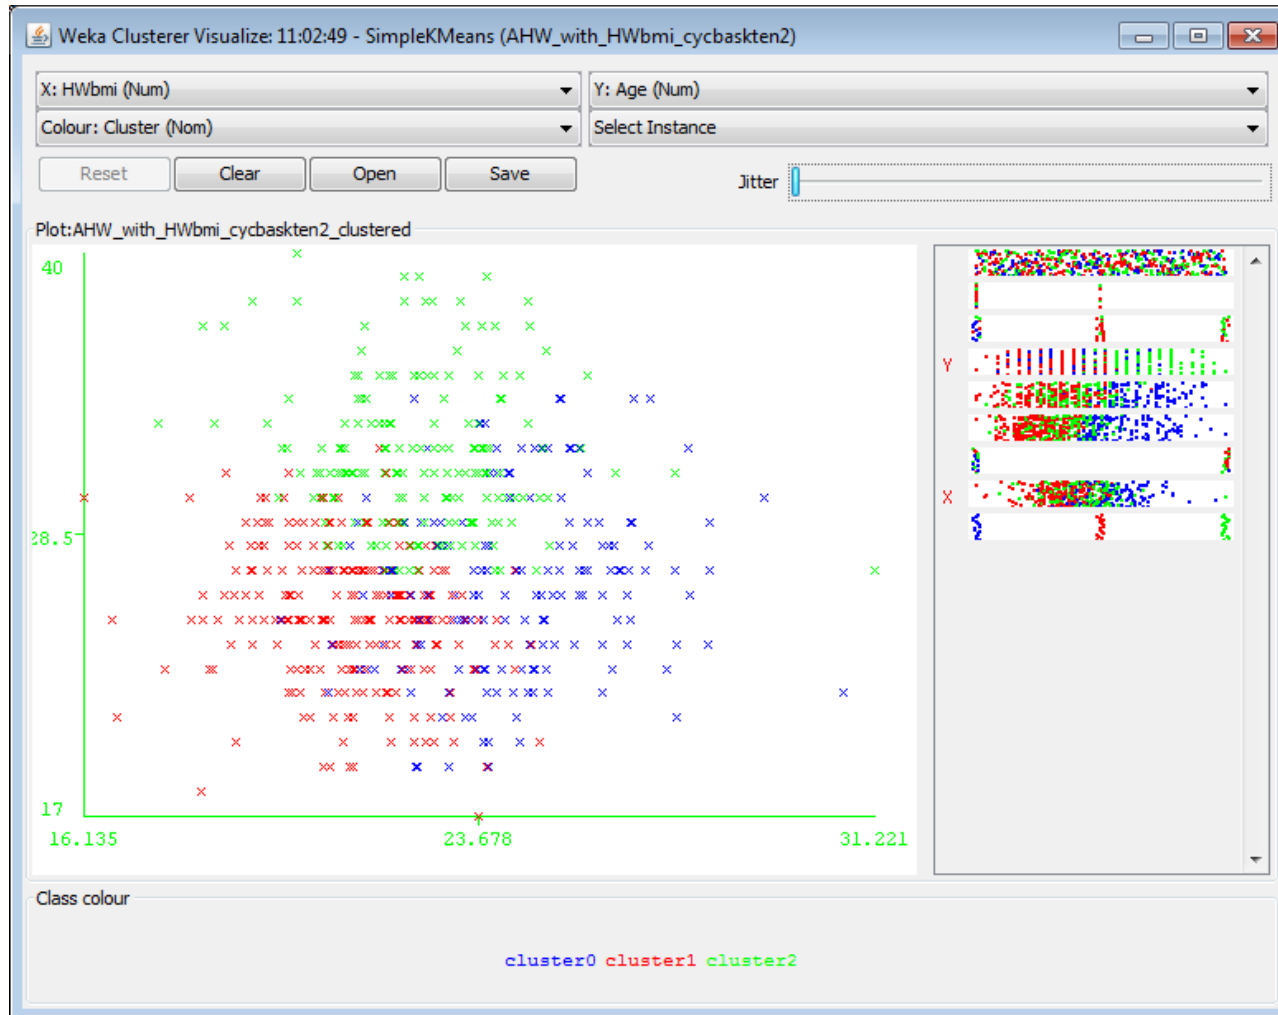 Weka Clusterer Visualize: 11:02:49 - SimpleKMeans (AHW_with_HWbmi_cycbaskten2)
X: HWbmi (Num) Y: Age (Num)
Colour: Cluster (Nom) Select Instance
Reset Clear Open Save Jitter
Plot:AHW_with_HWbmi_cycbaskten2_clustered
40
Y
X
28.5
17
16.135 23.678 31.221
Class colour
cluster0 cluster1 cluster2